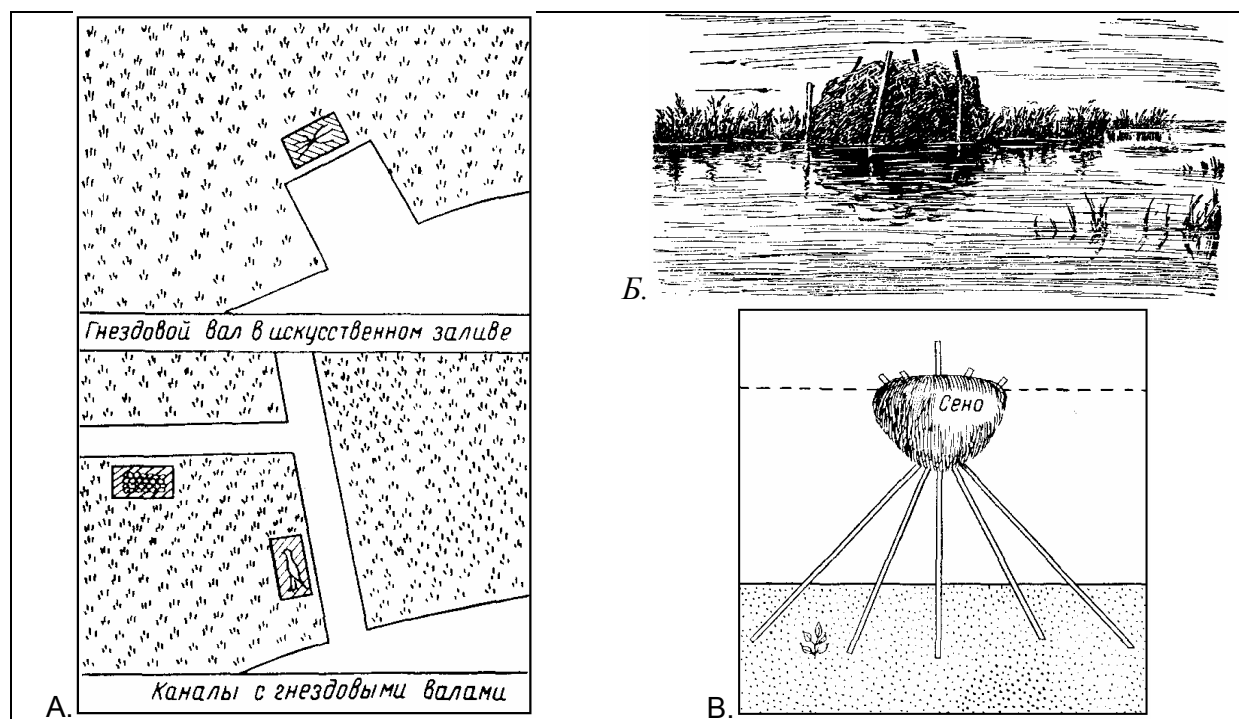 Гнездовой вал в искусственном заливе
Каналы с гнездовыми валами
А.
Б.
Сено
В.